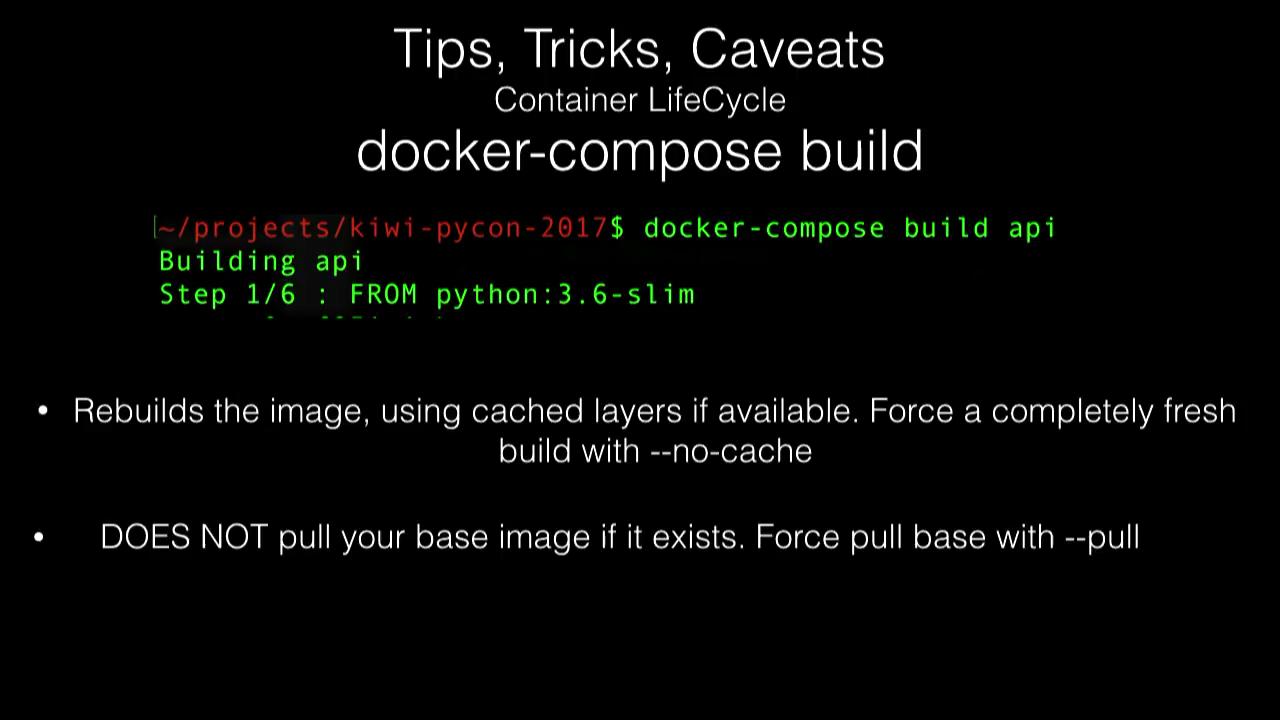 Tips, Tricks, Caveats
Container LifeCycle
docker-compose build
~/projects/kiwi-pycon-2017$ docker-compose build api
Building api
Step 1/6 : FROM python:3.6-slim
• Rebuilds the image, using cached layers if available. Force a completely fresh
build with --no-cache
• DOES NOT pull your base image if it exists. Force pull base with --pull